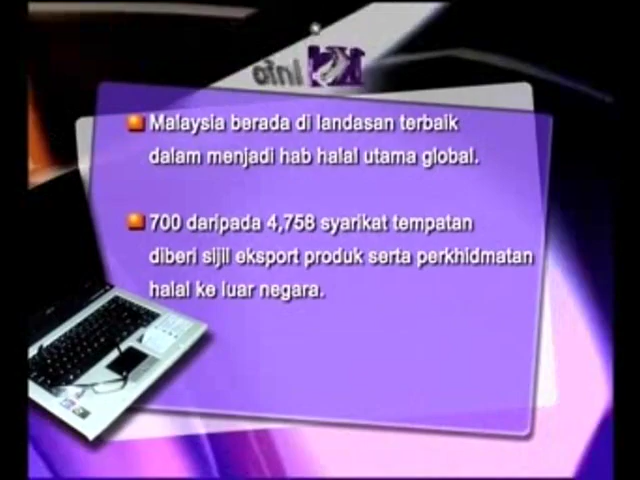 Info
Malaysia berada di landasan terbaik
dalam menjadi hab halal utama global.
700 daripada 4,758 syarikat tempatan
diberi sijil eksport produk serta perkhidmatan
halal ke luar negara.